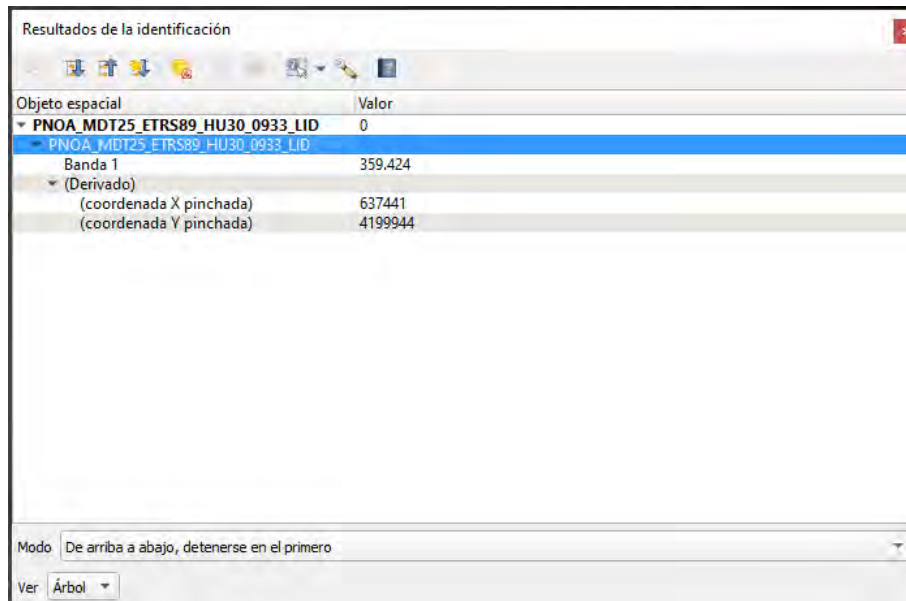 Resultados de la identificación
Objeto espacial Valor
PNOA_MDT25_ETRS89_HU30_0933_LID 0
PNOA_MDT25_ETRS89_HU30_0933_LID
Banda 1 359.424
(Derivado)
(coordenada X pinchada) 637441
(coordenada Y pinchada) 4199944
Modo De arriba a abajo, detenerse en el primero
Ver Árbol